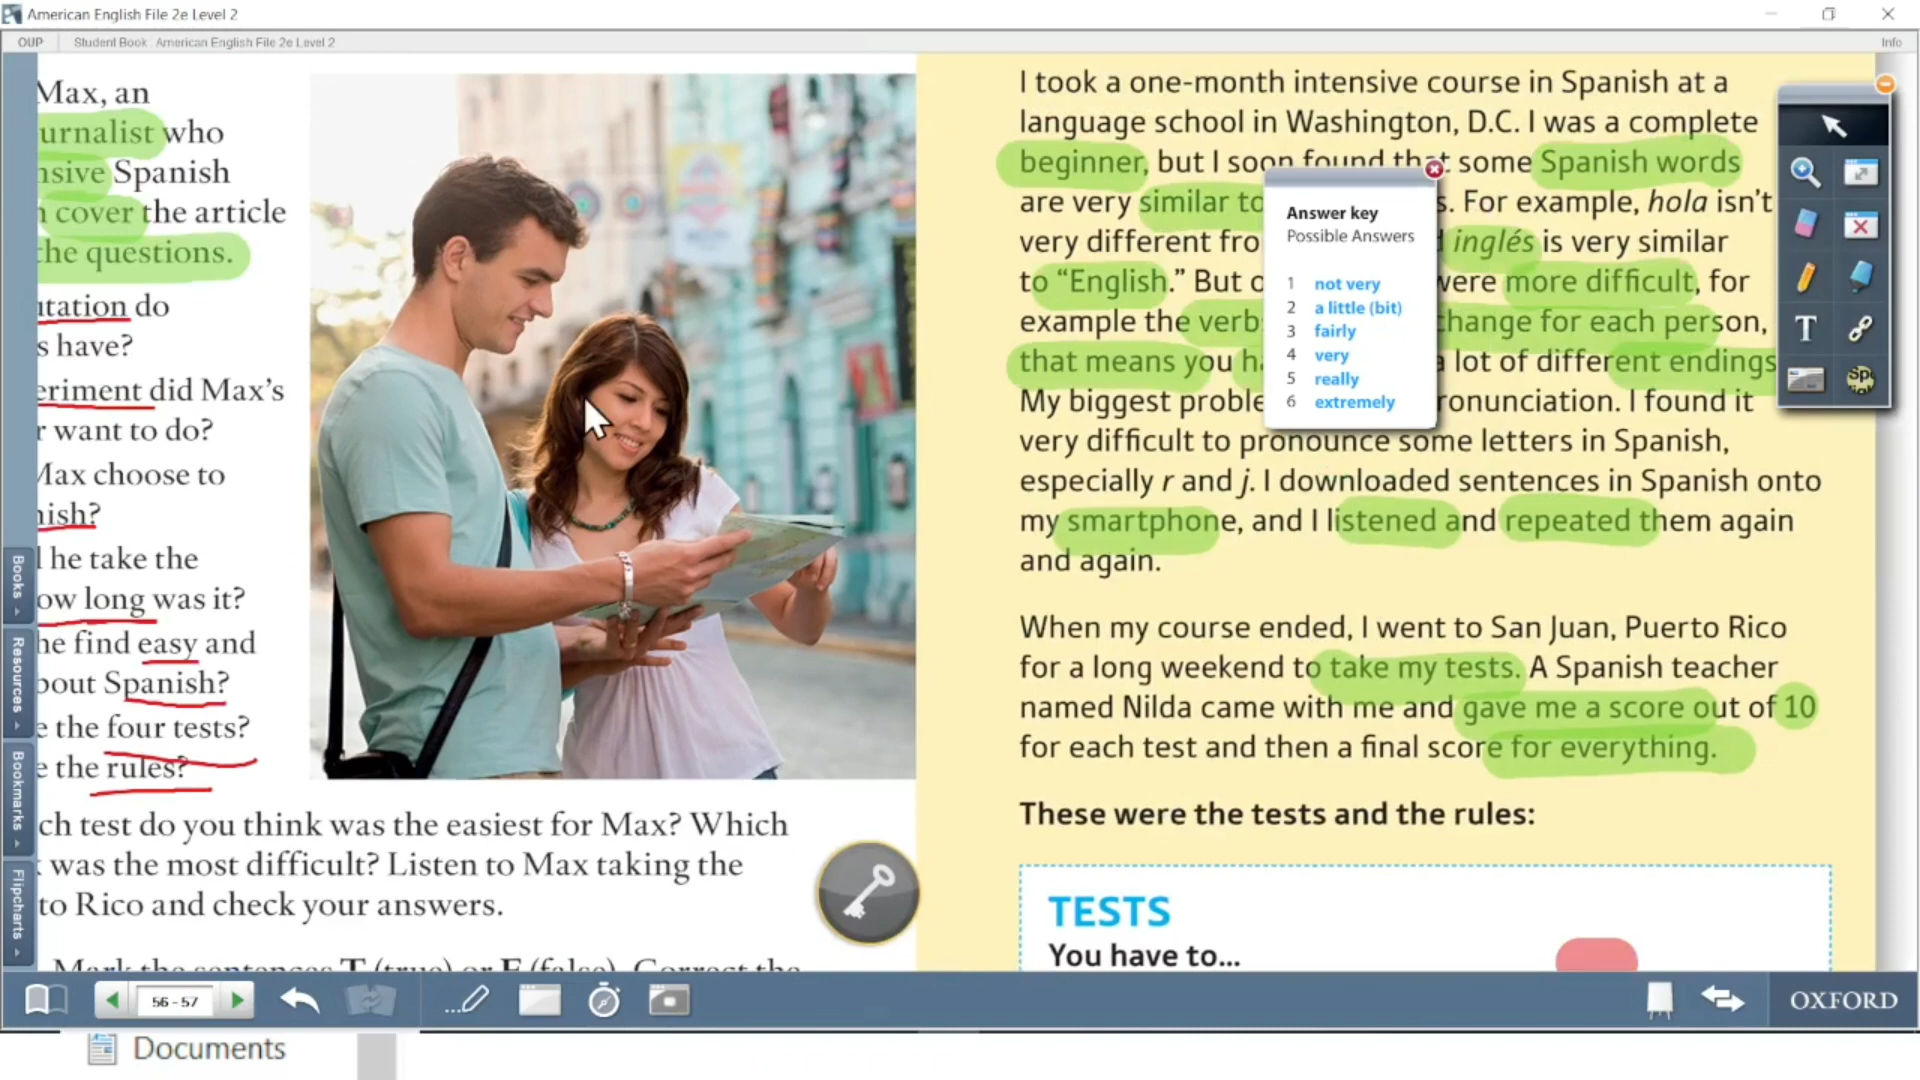 American English File 2e Level 2
OUP
Student Book : American English File 2e Level 2
Info
Max, an
urnalist who
nsive Spanish
cover the article
the questions.
utation do
s have?
eriment did Max's
r want to do?
Max choose to
nish?
he take the
ow long was it?
he find easy and
bout Spanish?
e the four tests?
e the rules?
ch test do you think was the easiest for Max? Which
was the most difficult? Listen to Max taking the
to Rico and check your answers.
Mark the sentences T (true) or F (false). Correct the
I took a one-month intensive course in Spanish at a
language school in Washington, D.C. I was a complete
beginner, but I soon found that some Spanish words
are very similar to s. For example, hola isn't
very different fro inglés is very similar
to "English." But o were more difficult, for
example the verb change for each person,
that means you ha a lot of different endings
My biggest proble ronunciation. I found it
very difficult to pronounce some letters in Spanish,
especially r and j. I downloaded sentences in Spanish onto
my smartphone, and I listened and repeated them again
and again.
When my course ended, I went to San Juan, Puerto Rico
for a long weekend to take my tests. A Spanish teacher
named Nilda came with me and gave me a score out of 10
for each test and then a final score for everything.
These were the tests and the rules:
TESTS
You have to...
Answer key
Possible Answers
1 not very
2 a little (bit)
3 fairly
4 very
5 really
6 extremely
T
Books
Resources
Bookmarks
Flipcharts
56 - 57
OXFORD
Documents